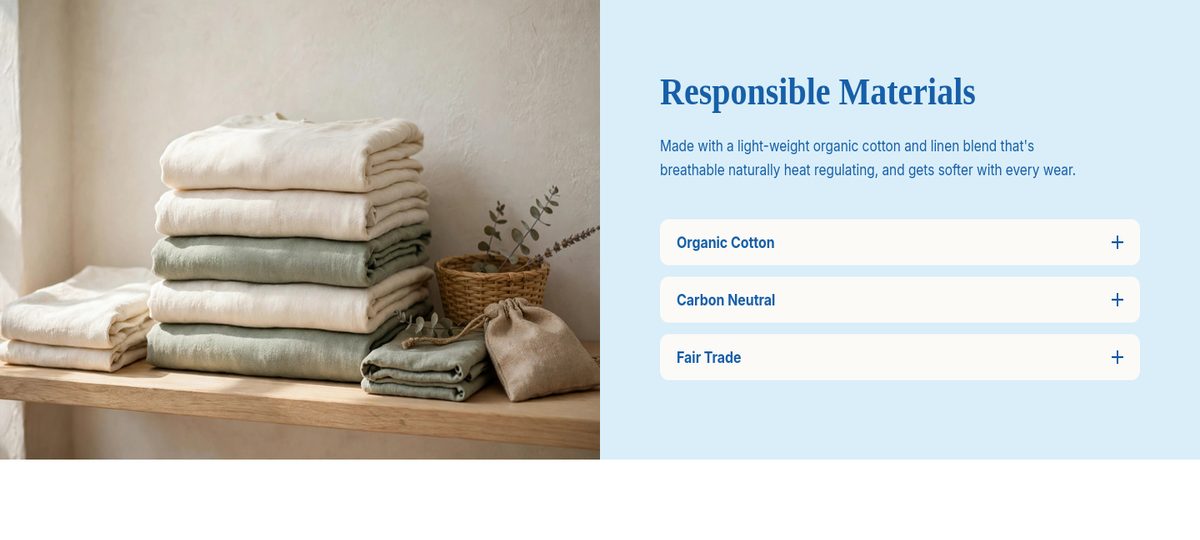 Responsible Materials
Made with a light-weight organic cotton and linen blend that's
breathable naturally heat regulating, and gets softer with every wear.
Organic Cotton
Carbon Neutral
Fair Trade